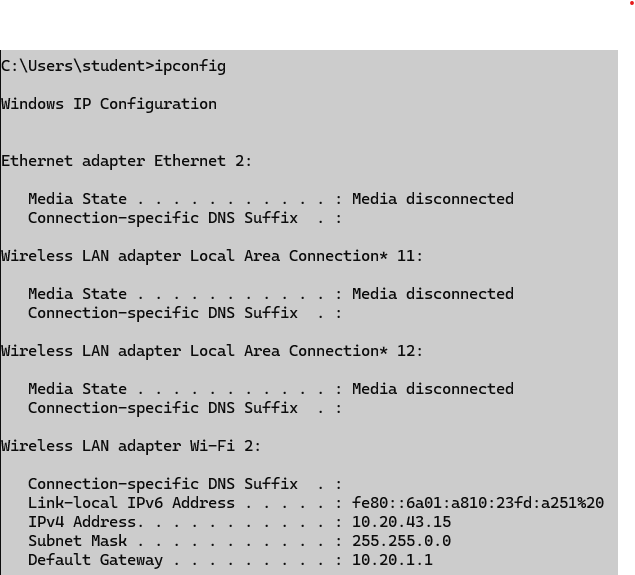 C:\Users\student>ipconfig
Windows IP Configuration
Ethernet adapter Ethernet 2:
Media State . . . . . . . . . . . : Media disconnected
Connection-specific DNS Suffix  . :
Wireless LAN adapter Local Area Connection* 11:
Media State . . . . . . . . . . . : Media disconnected
Connection-specific DNS Suffix  . :
Wireless LAN adapter Local Area Connection* 12:
Media State . . . . . . . . . . . : Media disconnected
Connection-specific DNS Suffix  . :
Wireless LAN adapter Wi-Fi 2:
Connection-specific DNS Suffix  . :
Link-local IPv6 Address . . . . . : fe80::6a01:a810:23fd:a251%20
IPv4 Address. . . . . . . . . . . : 10.20.43.15
Subnet Mask . . . . . . . . . . . : 255.255.0.0
Default Gateway . . . . . . . . . : 10.20.1.1